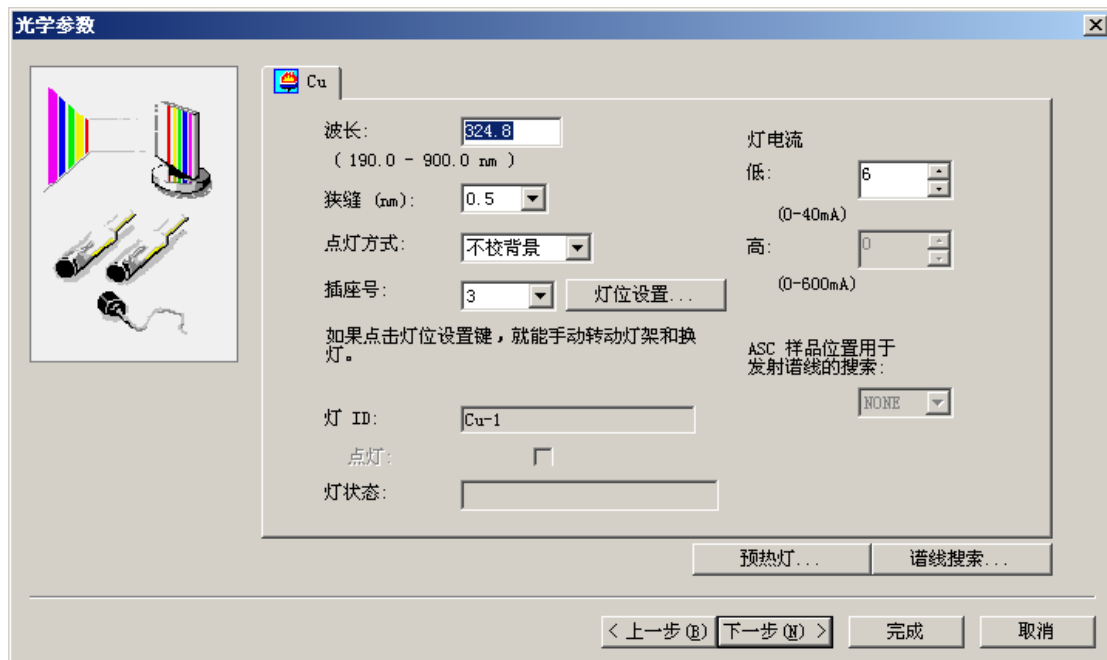 光学参数
Cu
波长:
324.8
( 190.0 - 900.0 nm )
狭缝 (nm):
0.5
点灯方式:
不校背景
插座号:
3
灯位设置...
如果点击灯位设置键，就能手动转动灯架和换
灯。
灯 ID:
Cu-1
点灯:
灯状态:
灯电流
低:
6
(0-40mA)
高:
0
(0-600mA)
ASC 样品位置用于
发射谱线的搜索:
NONE
预热灯...
谱线搜索...
< 上一步(B)
下一步(N) >
完成
取消